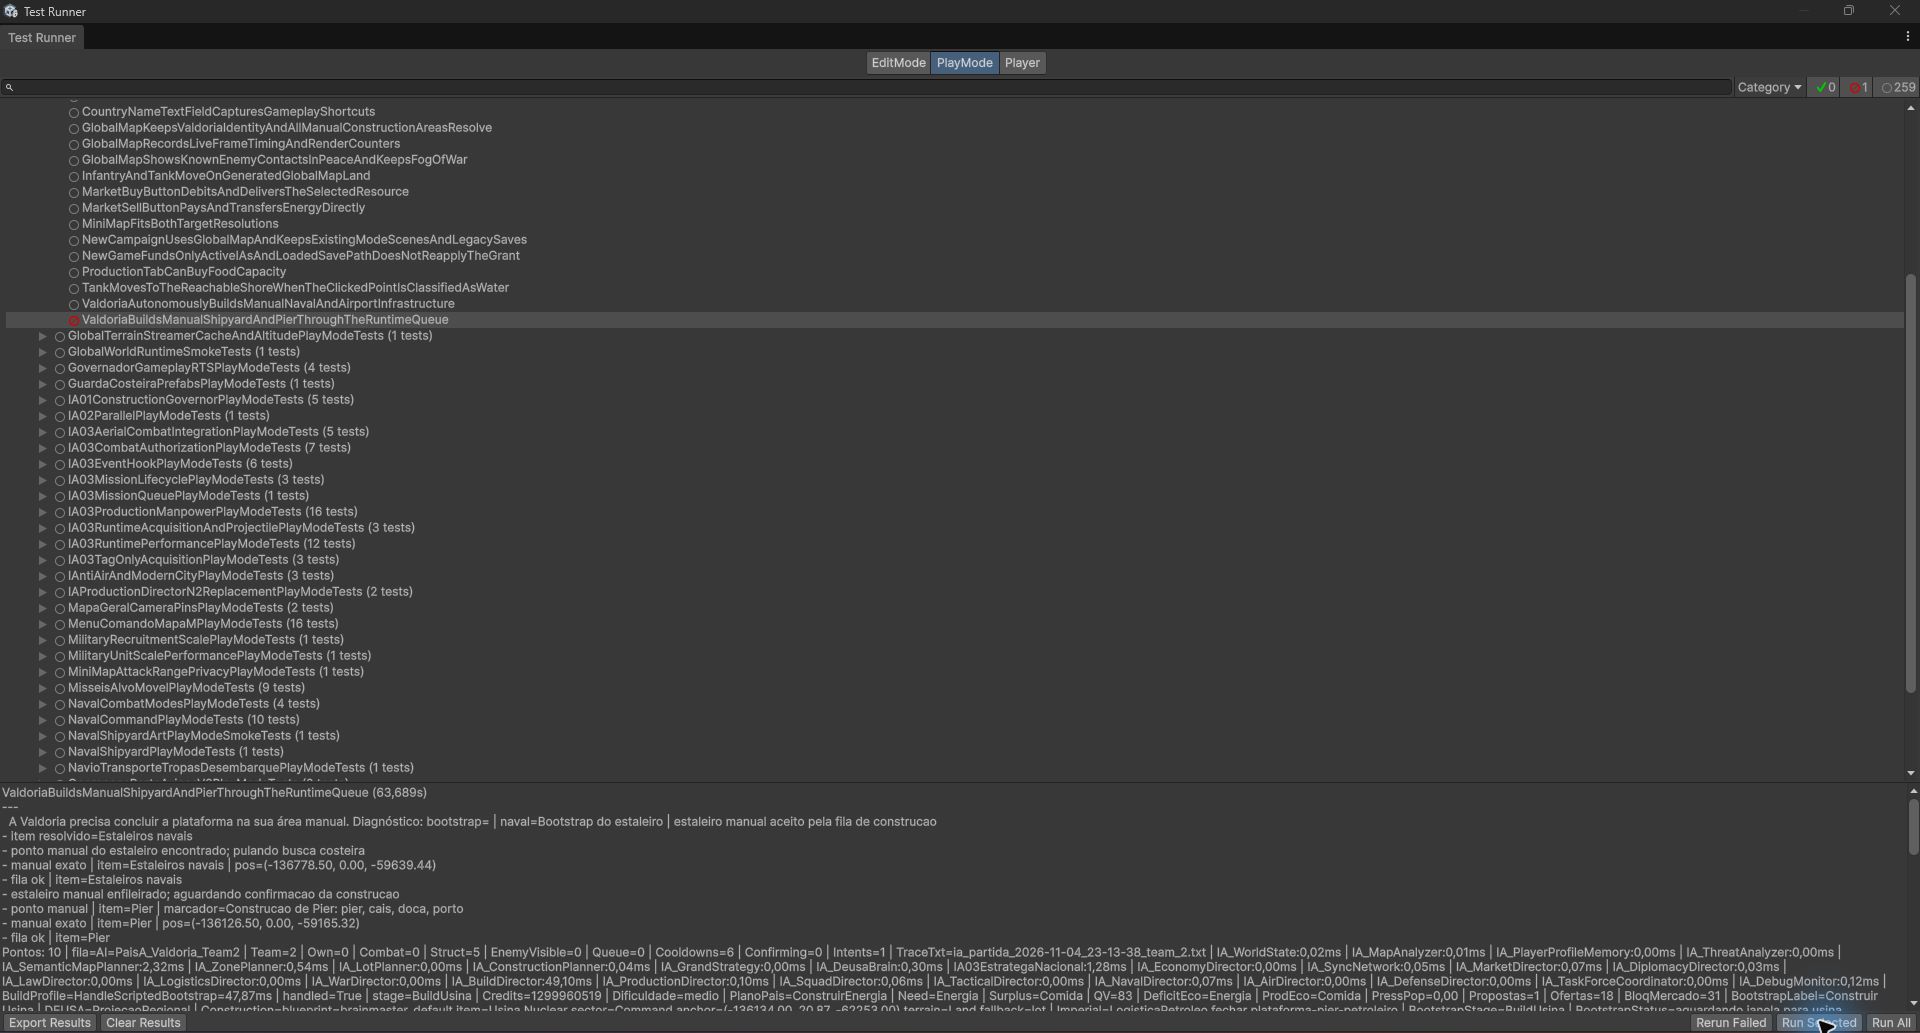 Test Runner
Test Runner
EditMode PlayMode Player
Category 0 1 259
CountryNameTextFieldCapturesGameplayShortcuts
GlobalMapKeepsValdoriaIdentityAndAllManualConstructionAreasResolve
GlobalMapRecordsLiveFrameTimingAndRenderCounters
GlobalMapShowsKnownEnemyContactsInPeaceAndKeepsFogOfWar
InfantryAndTankMoveOnGeneratedGlobalMapLand
MarketBuyButtonDebitsAndDeliversTheSelectedResource
MarketSellButtonPaysAndTransfersEnergyDirectly
MiniMapFitsBothTargetResolutions
NewCampaignUsesGlobalMapAndKeepsExistingModeScenesAndLegacySaves
NewGameFundsOnlyActiveIAsAndLoadedSavePathDoesNotReapplyTheGrant
ProductionTabCanBuyFoodCapacity
TankMovesToTheReachableShoreWhenTheClickedPointIsClassifiedAsWater
ValdoriaAutonomouslyBuildsManualNavalAndAirportInfrastructure
ValdoriaBuildsManualShipyardAndPierThroughTheRuntimeQueue
GlobalTerrainStreamerCacheAndAltitudePlayModeTests (1 tests)
GlobalWorldRuntimeSmokeTests (1 tests)
GovernadorGameplayRTSPlayModeTests (4 tests)
GuardaCosteiraPrefabsPlayModeTests (1 tests)
IA01ConstructionGovernorPlayModeTests (5 tests)
IA02ParallelPlayModeTests (1 tests)
IA03AerialCombatIntegrationPlayModeTests (5 tests)
IA03CombatAuthorizationPlayModeTests (7 tests)
IA03EventHookPlayModeTests (6 tests)
IA03MissionLifecyclePlayModeTests (3 tests)
IA03MissionQueuePlayModeTests (1 tests)
IA03ProductionManpowerPlayModeTests (16 tests)
IA03RuntimeAcquisitionAndProjectilePlayModeTests (3 tests)
IA03RuntimePerformancePlayModeTests (12 tests)
IA03TagOnlyAcquisitionPlayModeTests (3 tests)
IAntiAirAndModernCityPlayModeTests (3 tests)
IAProductionDirectorN2ReplacementPlayModeTests (2 tests)
MapaGeralCameraPinsPlayModeTests (2 tests)
MenuComandoMapaMPlayModeTests (16 tests)
MilitaryRecruitmentScalePlayModeTests (1 tests)
MilitaryUnitScalePerformancePlayModeTests (1 tests)
MiniMapAttackRangePrivacyPlayModeTests (1 tests)
MisseisAlvoMovelPlayModeTests (9 tests)
NavalCombatModesPlayModeTests (4 tests)
NavalCommandPlayModeTests (10 tests)
NavalShipyardArtPlayModeSmokeTests (1 tests)
NavalShipyardPlayModeTests (1 tests)
NavioTransporteTropasDesembarquePlayModeTests (1 tests)
ValdoriaBuildsManualShipyardAndPierThroughTheRuntimeQueue (63,689s)
---
A Valdoria precisa concluir a plataforma na sua área manual. Diagnóstico: bootstrap= | naval=Bootstrap do estaleiro | estaleiro manual aceito pela fila de construcao
- item resolvido=Estaleiros navais
- ponto manual do estaleiro encontrado; pulando busca costeira
- manual exato | item=Estaleiros navais | pos=(-136778.50, 0.00, -59639.44)
- fila ok | item=Estaleiros navais
- estaleiro manual enfileirado; aguardando confirmacao da construcao
- ponto manual | item=Pier | marcador=Construcao de Pier: pier, cais, doca, porto
- manual exato | item=Pier | pos=(-136126.50, 0.00, -59165.32)
- fila ok | item=Pier
Pontos: 10 | fila=AI=PaisA_Valdoria_Team2 | Team=2 | Own=0 | Combat=0 | Struct=5 | EnemyVisible=0 | Queue=0 | Cooldowns=6 | Confirming=0 | Intents=1 | TraceTxt=ia_partida_2026-11-04_23-13-38_team_2.txt | IA_WorldState:0,02ms | IA_MapAnalyzer:0,01ms | IA_PlayerProfileMemory:0,00ms | IA_ThreatAnalyzer:0,00ms |
IA_SemanticMapPlanner:2,32ms | IA_ZonePlanner:0,54ms | IA_LotPlanner:0,00ms | IA_ConstructionPlanner:0,04ms | IA_GrandStrategy:0,00ms | IA_DeusaBrain:0,30ms | IA03EstrategaNacional:1,28ms | IA_EconomyDirector:0,00ms | IA_SyncNetwork:0,05ms | IA_MarketDirector:0,07ms | IA_DiplomacyDirector:0,03ms |
IA_LawDirector:0,00ms | IA_LogisticsDirector:0,00ms | IA_WarDirector:0,00ms | IA_BuildDirector:49,10ms | IA_ProductionDirector:0,10ms | IA_SquadDirector:0,06ms | IA_TacticalDirector:0,00ms | IA_NavalDirector:0,07ms | IA_AirDirector:0,00ms | IA_DefenseDirector:0,00ms | IA_TaskForceCoordinator:0,00ms | IA_DebugMonitor:0,12ms |
BuildProfile=HandleScriptedBootstrap=47,87ms | handled=True | stage=BuildUsina | Credits=1299960519 | Dificuldade=medio | PlanoPais=ConstruirEnergia | Need=Energia | Surplus=Comida | QV=83 | DeficitEco=Energia | ProdEco=Comida | PressPop=0,00 | Propostas=1 | Ofertas=18 | BloqMercado=31 | BootstrapLabel=Construir
Export Results Clear Results Rerun Failed Run Selected Run All